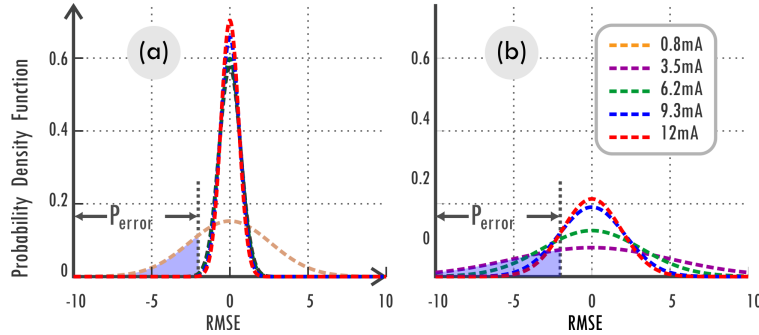 Probability Density Function
(a)
0.6
0.4
0.2
0
P error
-10 -5 0 5 10
RMSE
(b)
0.6
0.4
0.2
0
P error
-10 -5 0 5 10
RMSE
0.8mA
3.5mA
6.2mA
9.3mA
12mA